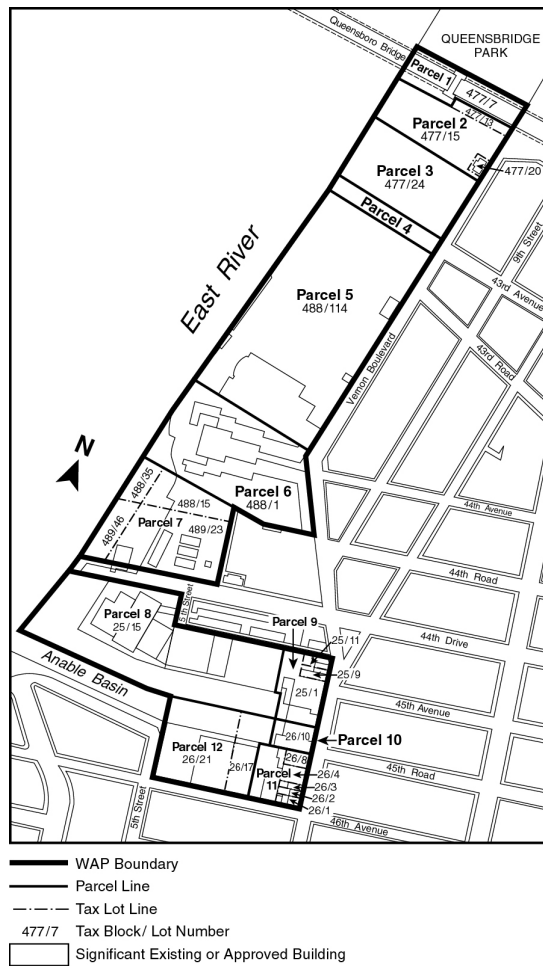 QUEENSBRIDGE
PARK
Queensboro Bridge
Parcel 1
477/7
477/13
Parcel 2
477/15
477/20
Parcel 3
477/24
Parcel 4
9th Street
43rd Avenue
East River
Parcel 5
488/114
Vernon Boulevard
43rd Road
N
488/35
488/15
Parcel 6
488/1
44th Avenue
489/46
Parcel 7
489/23
44th Road
5th Street
Parcel 8
25/15
Parcel 9
25/11
44th Drive
25/9
Anable Basin
25/1
45th Avenue
26/10
Parcel 10
Parcel 12
26/21
26/17
26/8
Parcel
11
26/4
45th Road
26/3
26/2
26/1
5th Street
46th Avenue
WAP Boundary
Parcel Line
Tax Lot Line
477/7 Tax Block/ Lot Number
Significant Existing or Approved Building